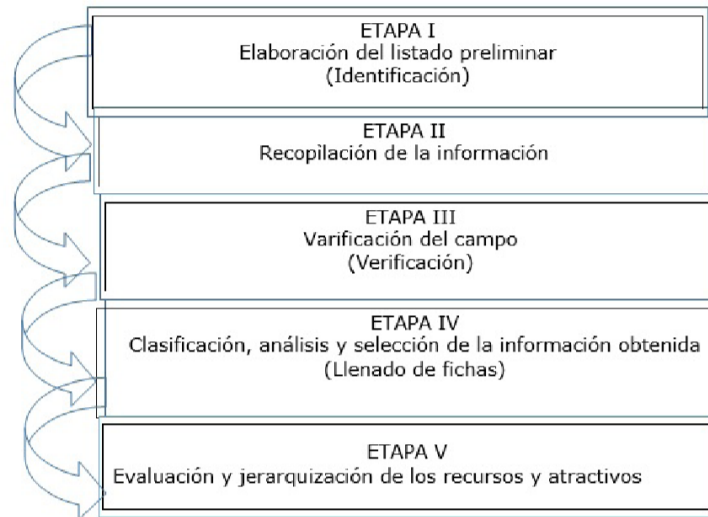 ETAPA I
Elaboración del listado preliminar
(Identificación)
ETAPA II
Recopilación de la información
ETAPA III
Varificación del campo
(Verificación)
ETAPA IV
Clasificación, análisis y selección de la información obtenida
(Llenado de fichas)
ETAPA V
Evaluación y jerarquización de los recursos y atractivos